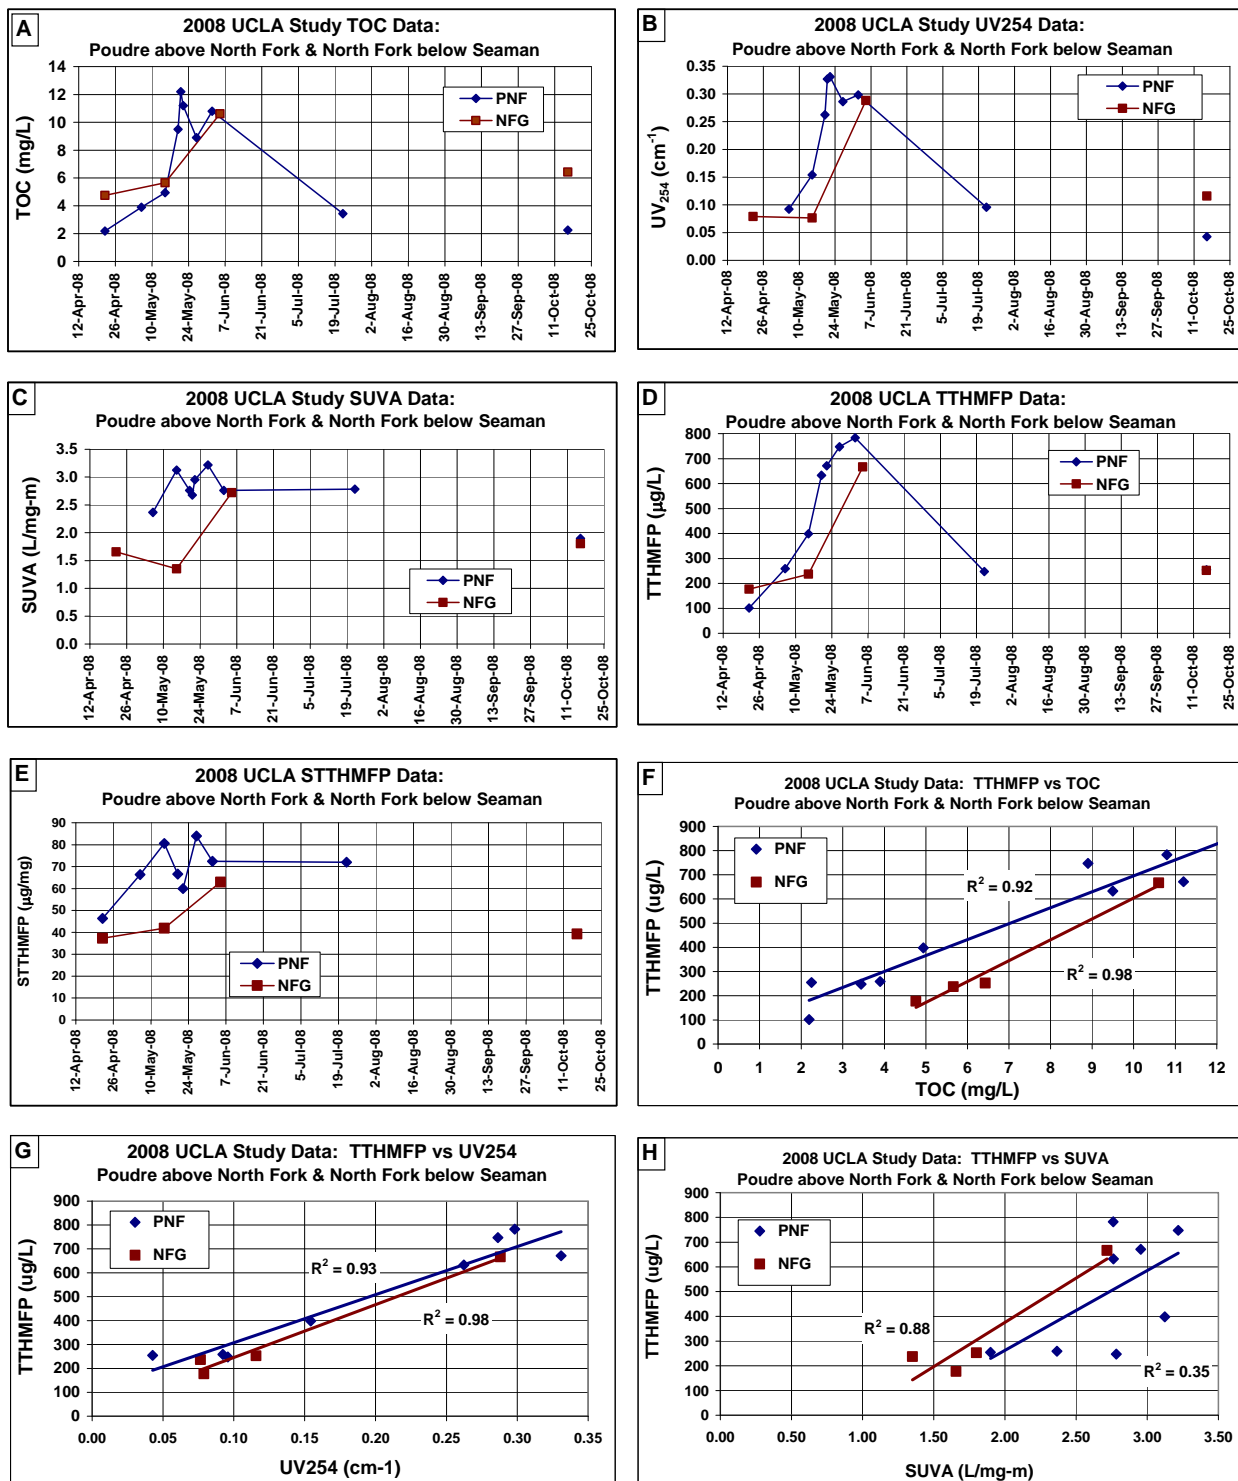 A
2008 UCLA Study TOC Data:
Poudre above North Fork & North Fork below Seaman
TOC (mg/L)
14
12
10
8
6
4
2
0
PNF
NFG
12-Apr-08
26-Apr-08
10-May-08
24-May-08
7-Jun-08
21-Jun-08
5-Jul-08
19-Jul-08
2-Aug-08
16-Aug-08
30-Aug-08
13-Sep-08
27-Sep-08
11-Oct-08
25-Oct-08
B
2008 UCLA Study UV254 Data:
Poudre above North Fork & North Fork below Seaman
UV254 (cm-1)
0.35
0.30
0.25
0.20
0.15
0.10
0.05
0.00
PNF
NFG
12-Apr-08
26-Apr-08
10-May-08
24-May-08
7-Jun-08
21-Jun-08
5-Jul-08
19-Jul-08
2-Aug-08
16-Aug-08
30-Aug-08
13-Sep-08
27-Sep-08
11-Oct-08
25-Oct-08
C
2008 UCLA Study SUVA Data:
Poudre above North Fork & North Fork below Seaman
SUVA (L/mg-m)
3.5
3.0
2.5
2.0
1.5
1.0
0.5
0.0
PNF
NFG
12-Apr-08
26-Apr-08
10-May-08
24-May-08
7-Jun-08
21-Jun-08
5-Jul-08
19-Jul-08
2-Aug-08
16-Aug-08
30-Aug-08
13-Sep-08
27-Sep-08
11-Oct-08
25-Oct-08
D
2008 UCLA TTHMFP Data:
Poudre above North Fork & North Fork below Seaman
TTHMFP (µg/L)
800
700
600
500
400
300
200
100
0
PNF
NFG
12-Apr-08
26-Apr-08
10-May-08
24-May-08
7-Jun-08
21-Jun-08
5-Jul-08
19-Jul-08
2-Aug-08
16-Aug-08
30-Aug-08
13-Sep-08
27-Sep-08
11-Oct-08
25-Oct-08
E
2008 UCLA STTHMFP Data:
Poudre above North Fork & North Fork below Seaman
STTHMFP (µg/mg)
90
80
70
60
50
40
30
20
10
0
PNF
NFG
12-Apr-08
26-Apr-08
10-May-08
24-May-08
7-Jun-08
21-Jun-08
5-Jul-08
19-Jul-08
2-Aug-08
16-Aug-08
30-Aug-08
13-Sep-08
27-Sep-08
11-Oct-08
25-Oct-08
F
2008 UCLA Study Data: TTHMFP vs TOC
Poudre above North Fork & North Fork below Seaman
TTHMFP (ug/L)
900
800
700
600
500
400
300
200
100
0
PNF
NFG
R2 = 0.92
R2 = 0.98
0 1 2 3 4 5 6 7 8 9 10 11 12
TOC (mg/L)
G
2008 UCLA Study Data: TTHMFP vs UV254
Poudre above North Fork & North Fork below Seaman
TTHMFP (ug/L)
900
800
700
600
500
400
300
200
100
0
PNF
NFG
R2 = 0.93
R2 = 0.98
0.00 0.05 0.10 0.15 0.20 0.25 0.30 0.35
UV254 (cm-1)
H
2008 UCLA Study Data: TTHMFP vs SUVA
Poudre above North Fork & North Fork below Seaman
TTHMFP (ug/L)
900
800
700
600
500
400
300
200
100
0
PNF
NFG
R2 = 0.88
R2 = 0.35
0.00 0.50 1.00 1.50 2.00 2.50 3.00 3.50
SUVA (L/mg-m)